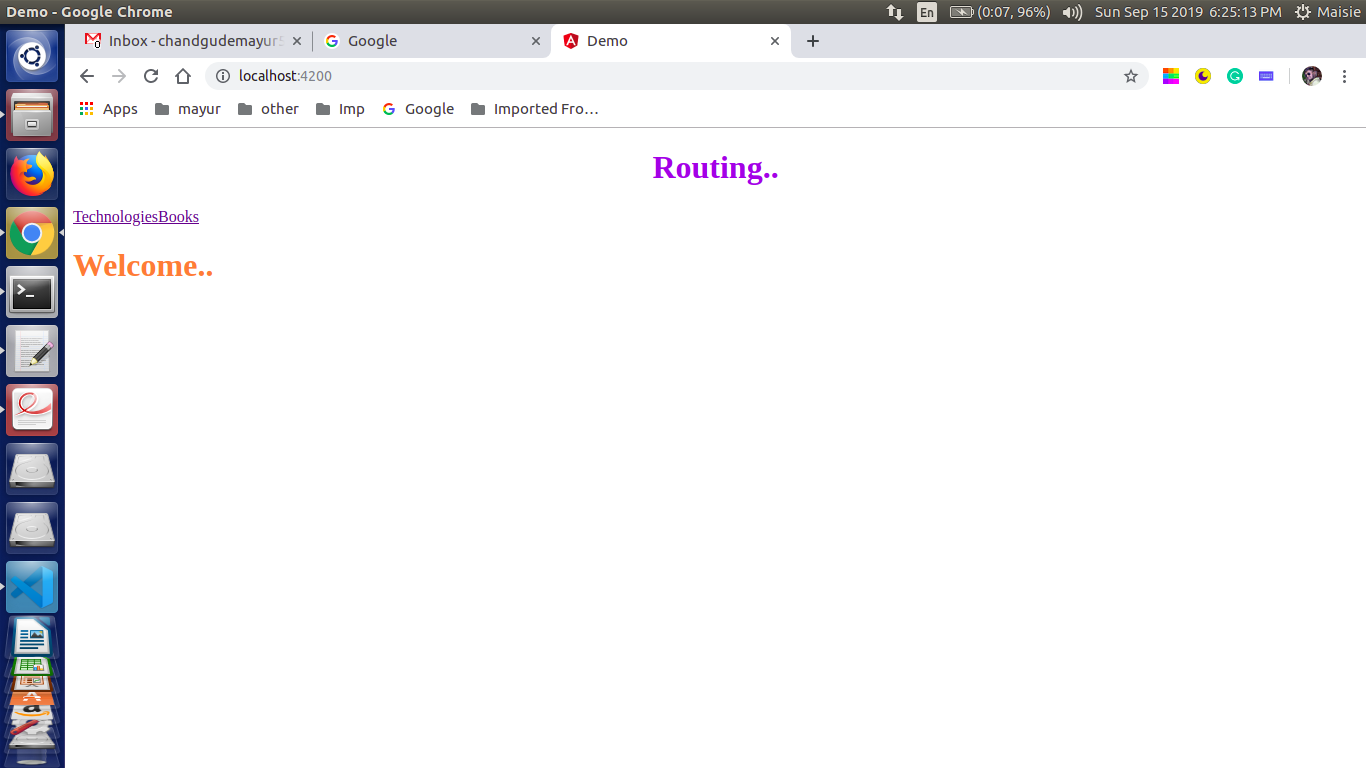 Demo - Google Chrome
En (0:07, 96%) Sun Sep 15 2019 6:25:13 PM Maisie
Inbox - chandgudemayur
Google
Demo
localhost:4200
Apps mayur other Imp Google Imported Fro…
Routing..
TechnologiesBooks
Welcome..